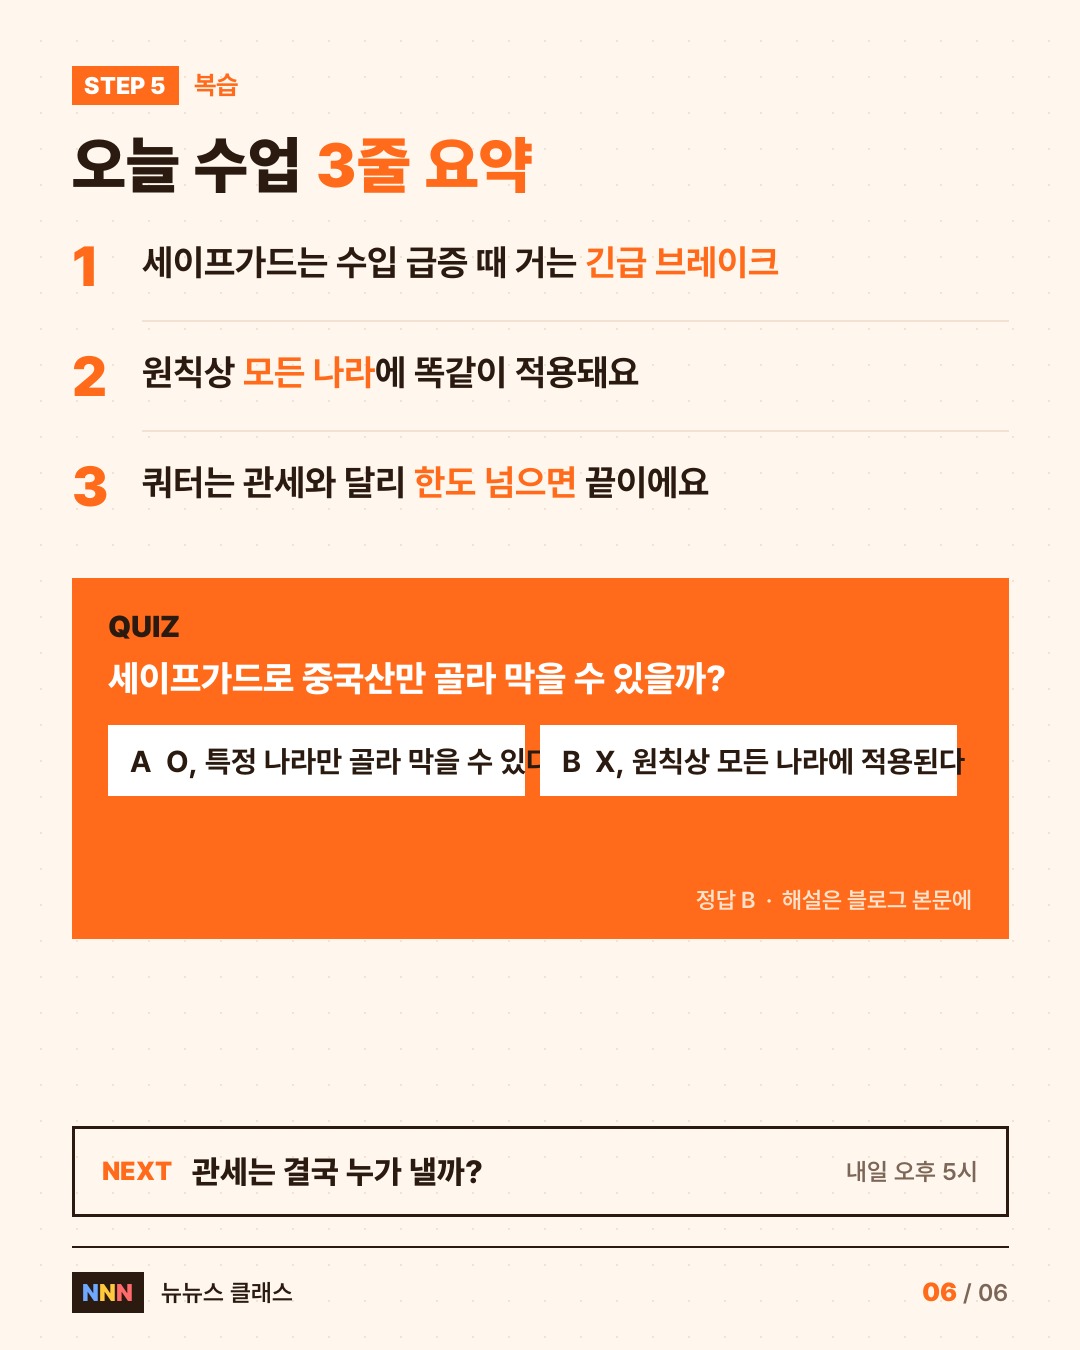 STEP 5 복습
오늘 수업 3줄 요약
1 세이프가드는 수입 급증 때 거는 긴급 브레이크
2 원칙상 모든 나라에 똑같이 적용돼요
3 쿼터는 관세와 달리 한도 넘으면 끝이에요
QUIZ
세이프가드로 중국산만 골라 막을 수 있을까?
A O, 특정 나라만 골라 막을 수
B X, 원칙상 모든 나라에 적용된다
정답 B · 해설은 블로그 본문에
NEXT 관세는 결국 누가 낼까? 내일 오후 5시
NNN 뉴뉴스 클래스 06 / 06